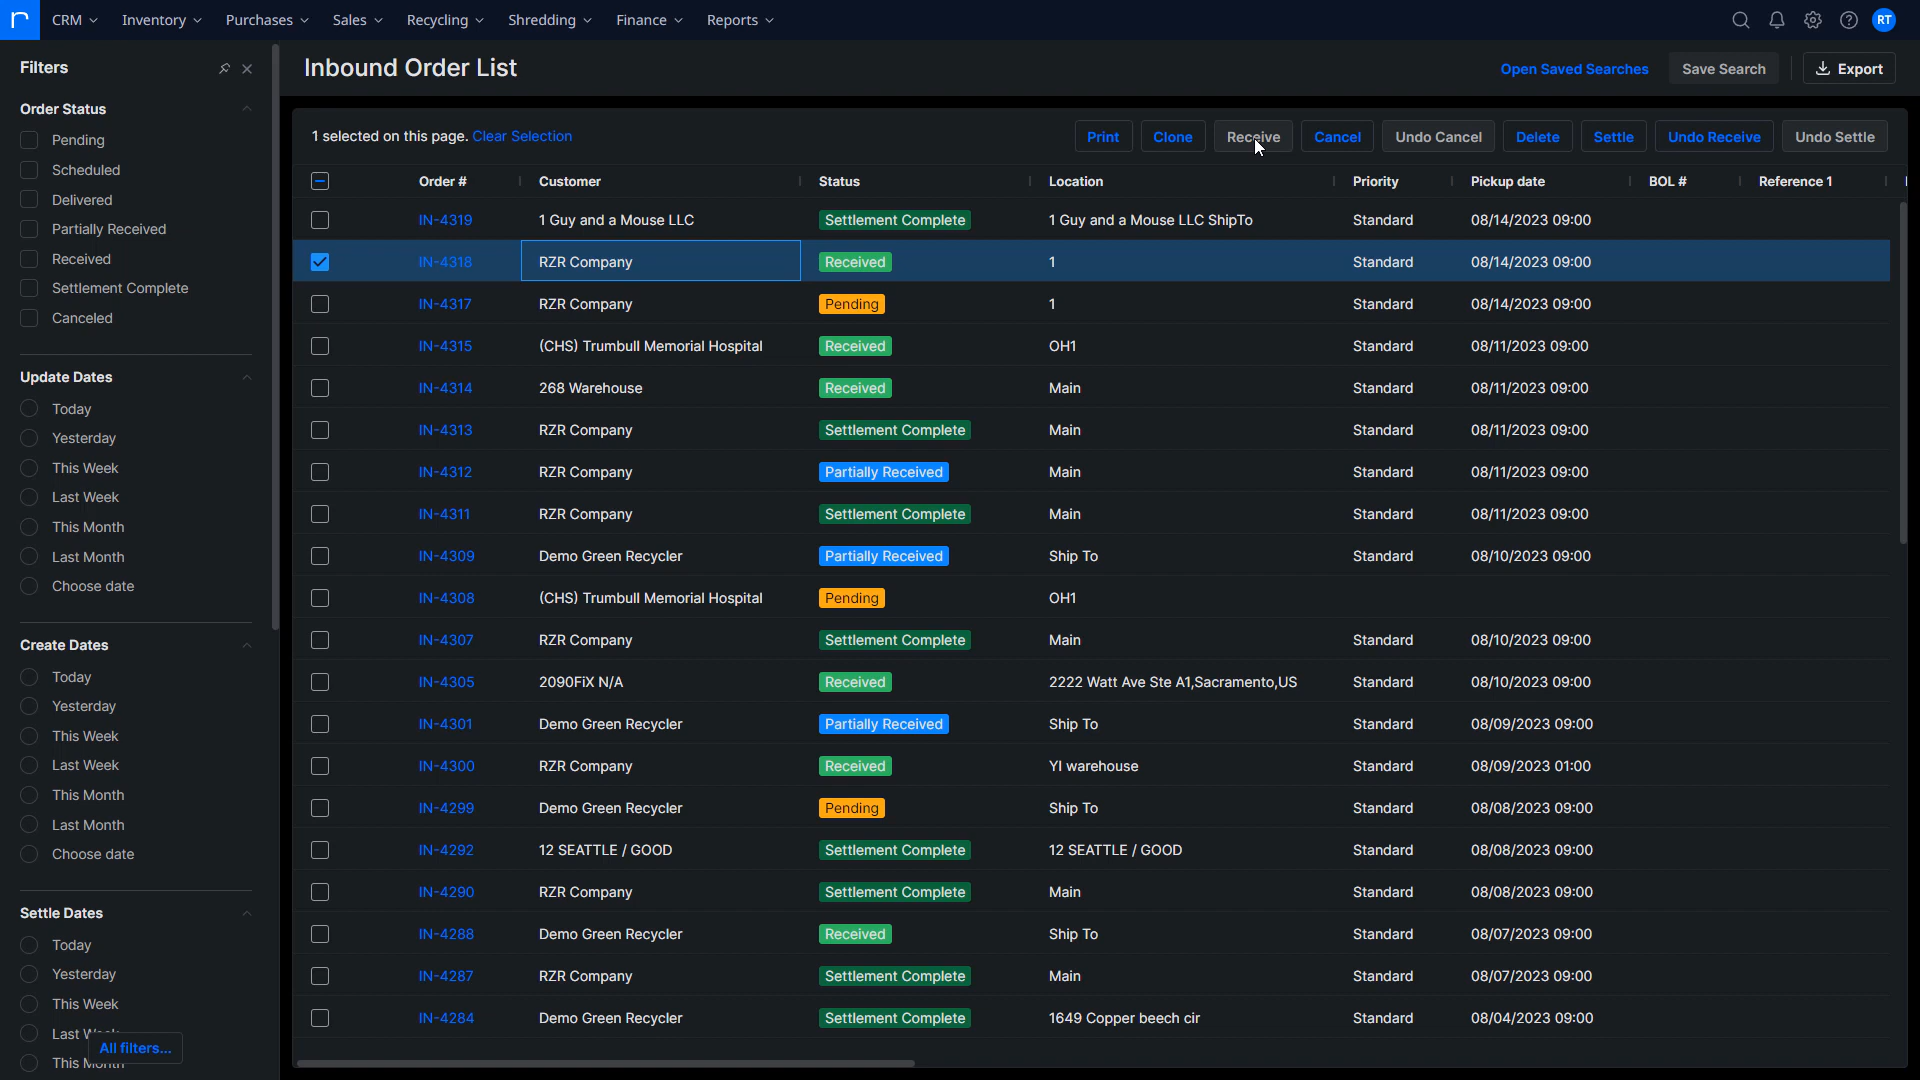 r CRM Inventory Purchases Sales Recycling Shredding Finance Reports RT
Filters
Order Status
Pending
Scheduled
Delivered
Partially Received
Received
Settlement Complete
Canceled
Update Dates
Today
Yesterday
This Week
Last Week
This Month
Last Month
Choose date
Create Dates
Today
Yesterday
This Week
Last Week
This Month
Last Month
Choose date
Settle Dates
Today
Yesterday
This Week
Last
All filters...
This Month
Inbound Order List Open Saved Searches Save Search Export
1 selected on this page. Clear Selection Print Clone Receive Cancel Undo Cancel Delete Settle Undo Receive Undo Settle
Order # Customer Status Location Priority Pickup date BOL # Reference 1
IN-4319 1 Guy and a Mouse LLC Settlement Complete 1 Guy and a Mouse LLC ShipTo Standard 08/14/2023 09:00
IN-4318 RZR Company Received 1 Standard 08/14/2023 09:00
IN-4317 RZR Company Pending 1 Standard 08/14/2023 09:00
IN-4315 (CHS) Trumbull Memorial Hospital Received OH1 Standard 08/11/2023 09:00
IN-4314 268 Warehouse Received Main Standard 08/11/2023 09:00
IN-4313 RZR Company Settlement Complete Main Standard 08/11/2023 09:00
IN-4312 RZR Company Partially Received Main Standard 08/11/2023 09:00
IN-4311 RZR Company Settlement Complete Main Standard 08/11/2023 09:00
IN-4309 Demo Green Recycler Partially Received Ship To Standard 08/10/2023 09:00
IN-4308 (CHS) Trumbull Memorial Hospital Pending OH1
IN-4307 RZR Company Settlement Complete Main Standard 08/10/2023 09:00
IN-4305 2090FiX N/A Received 2222 Watt Ave Ste A1,Sacramento,US Standard 08/10/2023 09:00
IN-4301 Demo Green Recycler Partially Received Ship To Standard 08/09/2023 09:00
IN-4300 RZR Company Received YI warehouse Standard 08/09/2023 01:00
IN-4299 Demo Green Recycler Pending Ship To Standard 08/08/2023 09:00
IN-4292 12 SEATTLE / GOOD Settlement Complete 12 SEATTLE / GOOD Standard 08/08/2023 09:00
IN-4290 RZR Company Settlement Complete Main Standard 08/08/2023 09:00
IN-4288 Demo Green Recycler Received Ship To Standard 08/07/2023 09:00
IN-4287 RZR Company Settlement Complete Main Standard 08/07/2023 09:00
IN-4284 Demo Green Recycler Settlement Complete 1649 Copper beech cir Standard 08/04/2023 09:00